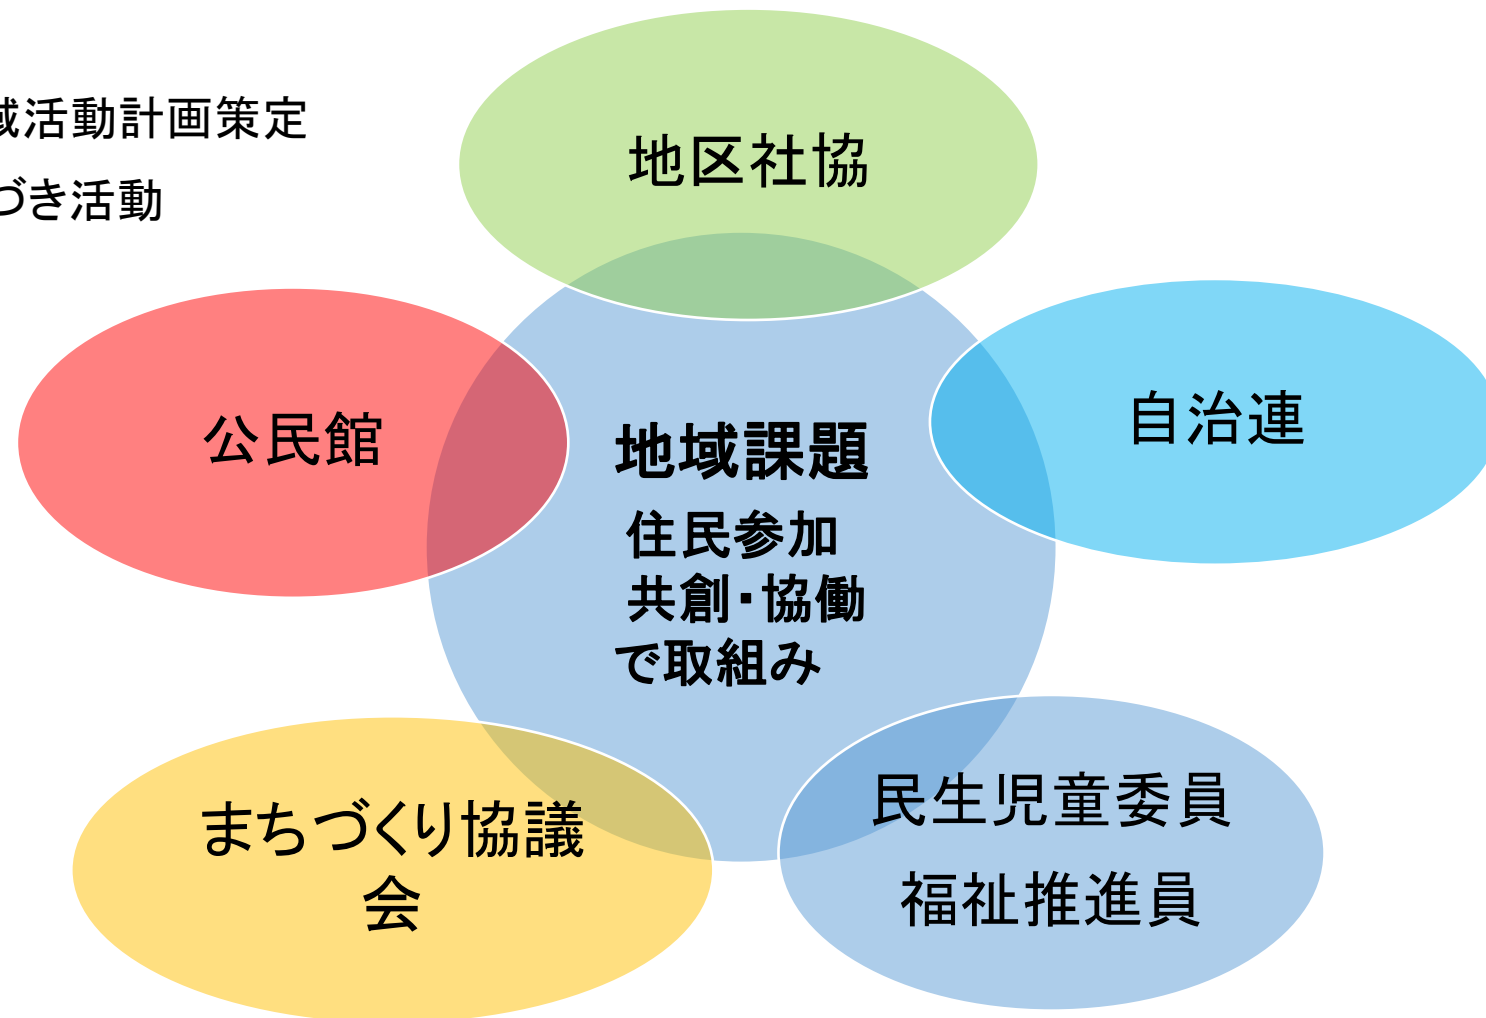 域活動計画策定
づき活動
地区社協
公民館
自治連
地域課題
住民参加
共創・協働
で取組み
まちづくり協議
会
民生児童委員
福祉推進員